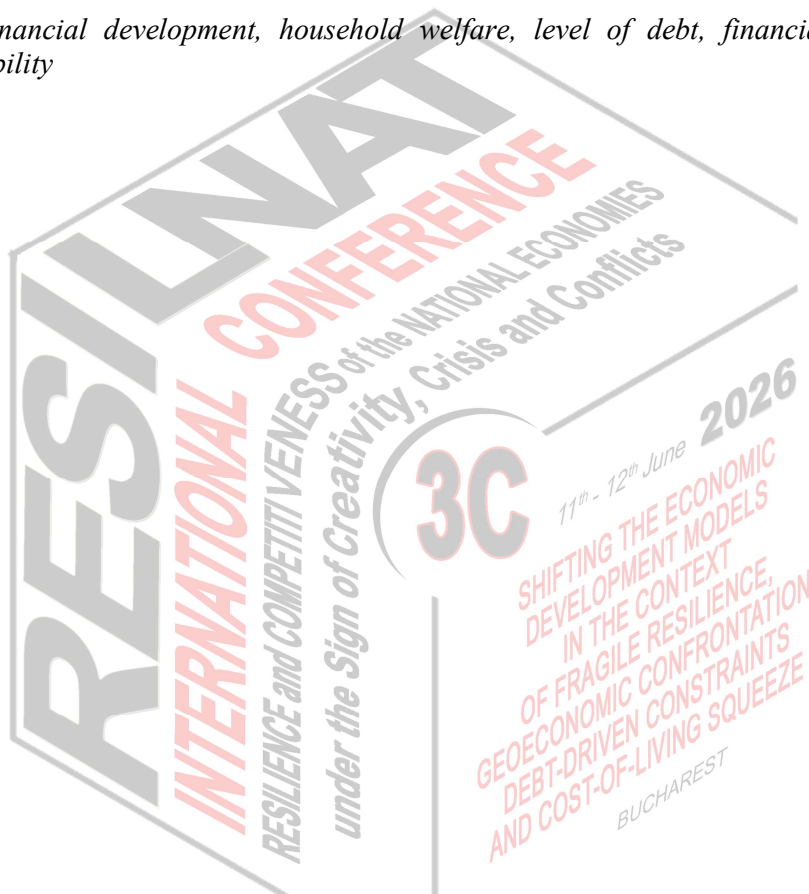 nancial development, household welfare, level of debt, financia
bility
RESILNAT
INTERNATIONAL CONFERENCE
RESILIENCE and COMPETITIVENESS of the NATIONAL ECONOMIES
under the Sign of Creativity, Crisis and Conflicts
3C
11th - 12th June 2026
SHIFTING THE ECONOMIC
DEVELOPMENT MODELS
IN THE CONTEXT
OF FRAGILE RESILIENCE,
GEOECONOMIC CONFRONTATION
DEBT-DRIVEN CONSTRAINTS
AND COST-OF-LIVING SQUEEZE
BUCHAREST